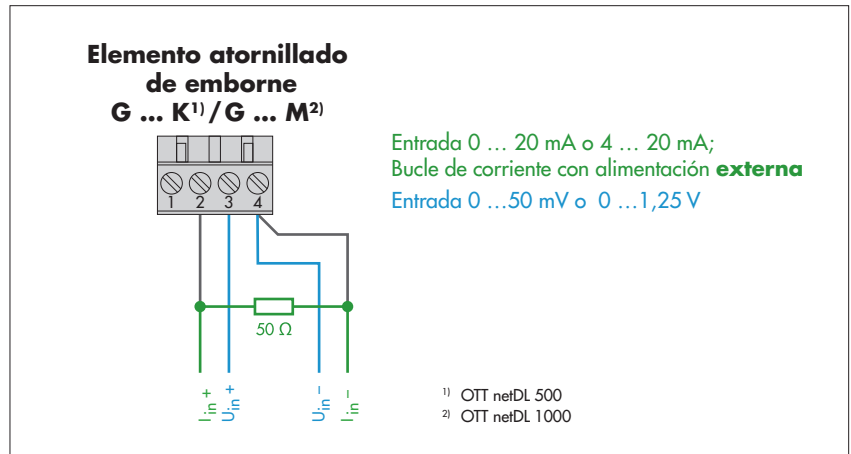 Elemento atornillado
de emborne
G ... K¹⁾/G ... M²⁾
Entrada 0 … 20 mA o 4 … 20 mA;
Bucle de corriente con alimentación externa
Entrada 0 …50 mV o 0 …1,25 V
1 2 3 4
50 Ω
Iin +
Uin +
Uin –
Iin –
¹⁾ OTT netDL 500
²⁾ OTT netDL 1000